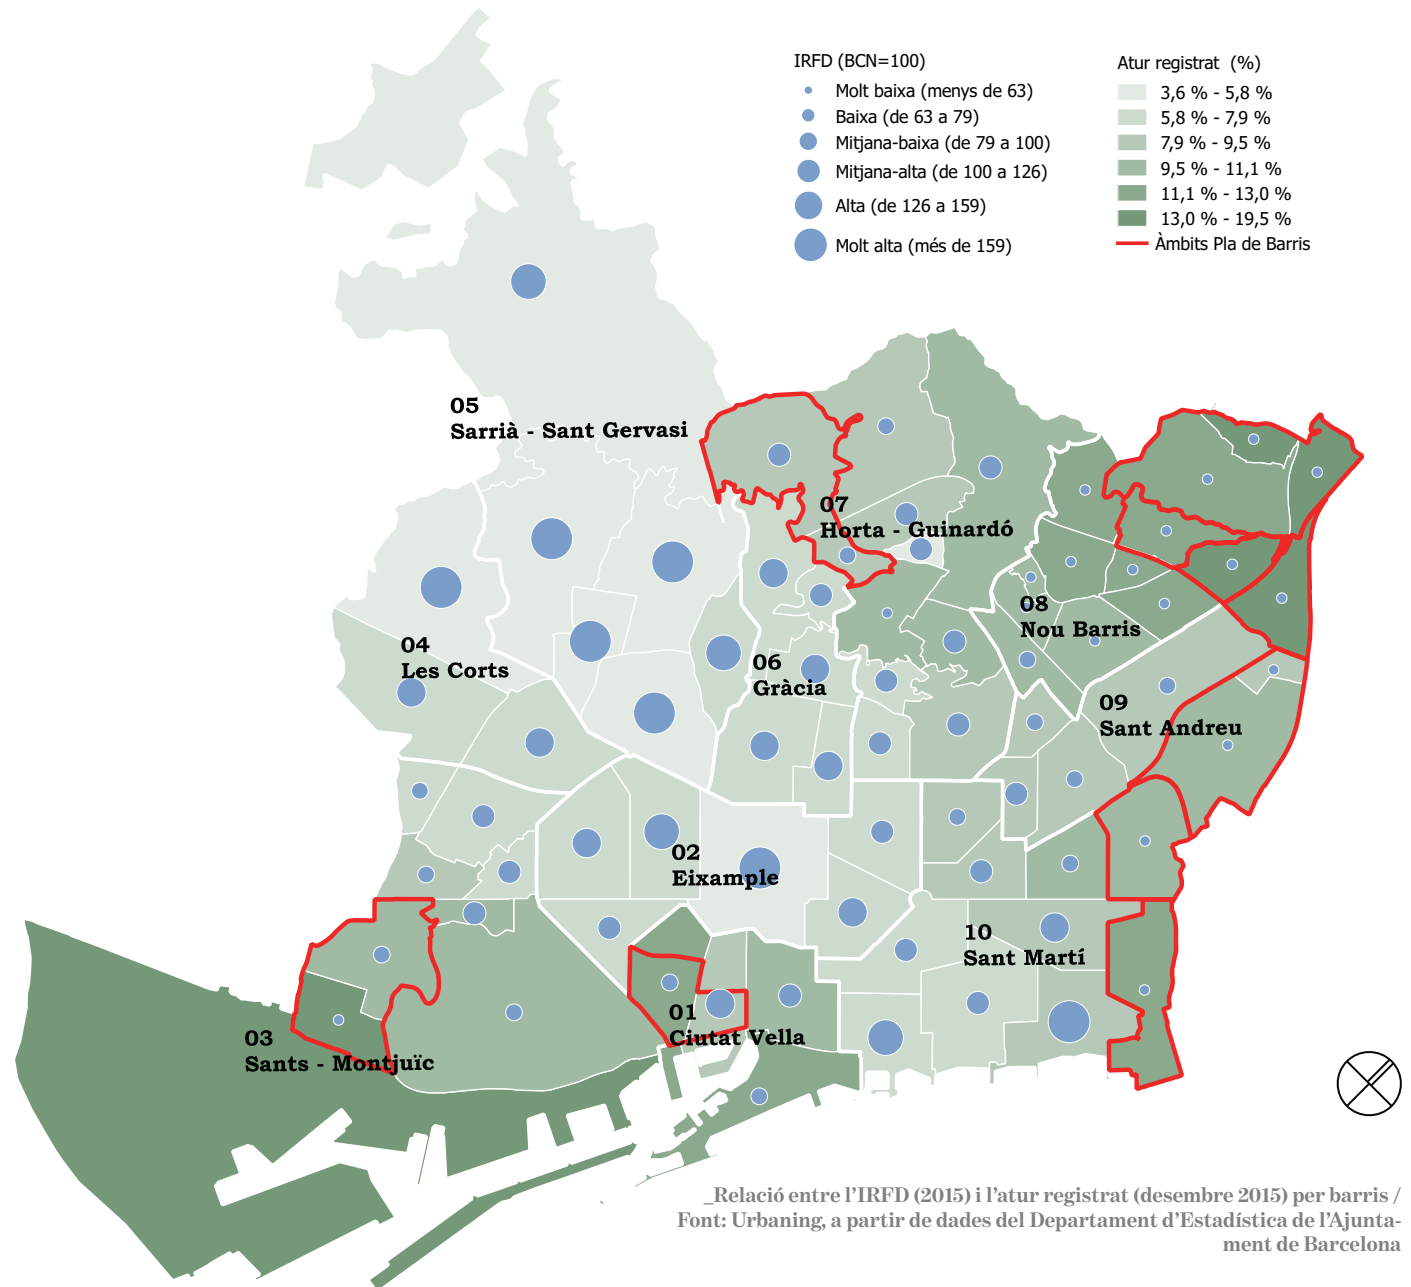 IRFD (BCN=100)
Molt baixa (menys de 63)
Baixa (de 63 a 79)
Mitjana-baixa (de 79 a 100)
Mitjana-alta (de 100 a 126)
Alta (de 126 a 159)
Molt alta (més de 159)
Atur registrat (%)
3,6 % - 5,8 %
5,8 % - 7,9 %
7,9 % - 9,5 %
9,5 % - 11,1 %
11,1 % - 13,0 %
13,0 % - 19,5 %
Àmbits Pla de Barris
05
Sarrià - Sant Gervasi
07
Horta - Guinardó
08
Nou Barris
04
Les Corts
06
Gràcia
09
Sant Andreu
02
Eixample
10
Sant Martí
01
Ciutat Vella
03
Sants - Montjuïc
_Relació entre l'IRFD (2015) i l'atur registrat (desembre 2015) per barris /
Font: Urbaning, a partir de dades del Departament d'Estadística de l'Ajunta-
ment de Barcelona